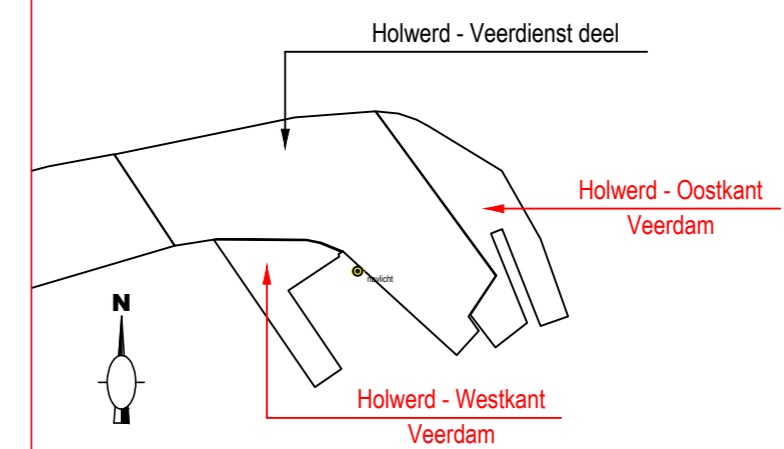 Holwerd - Veerdienst deel
Holwerd - Oostkant
Veerdam
navlicht
N
Holwerd - Westkant
Veerdam